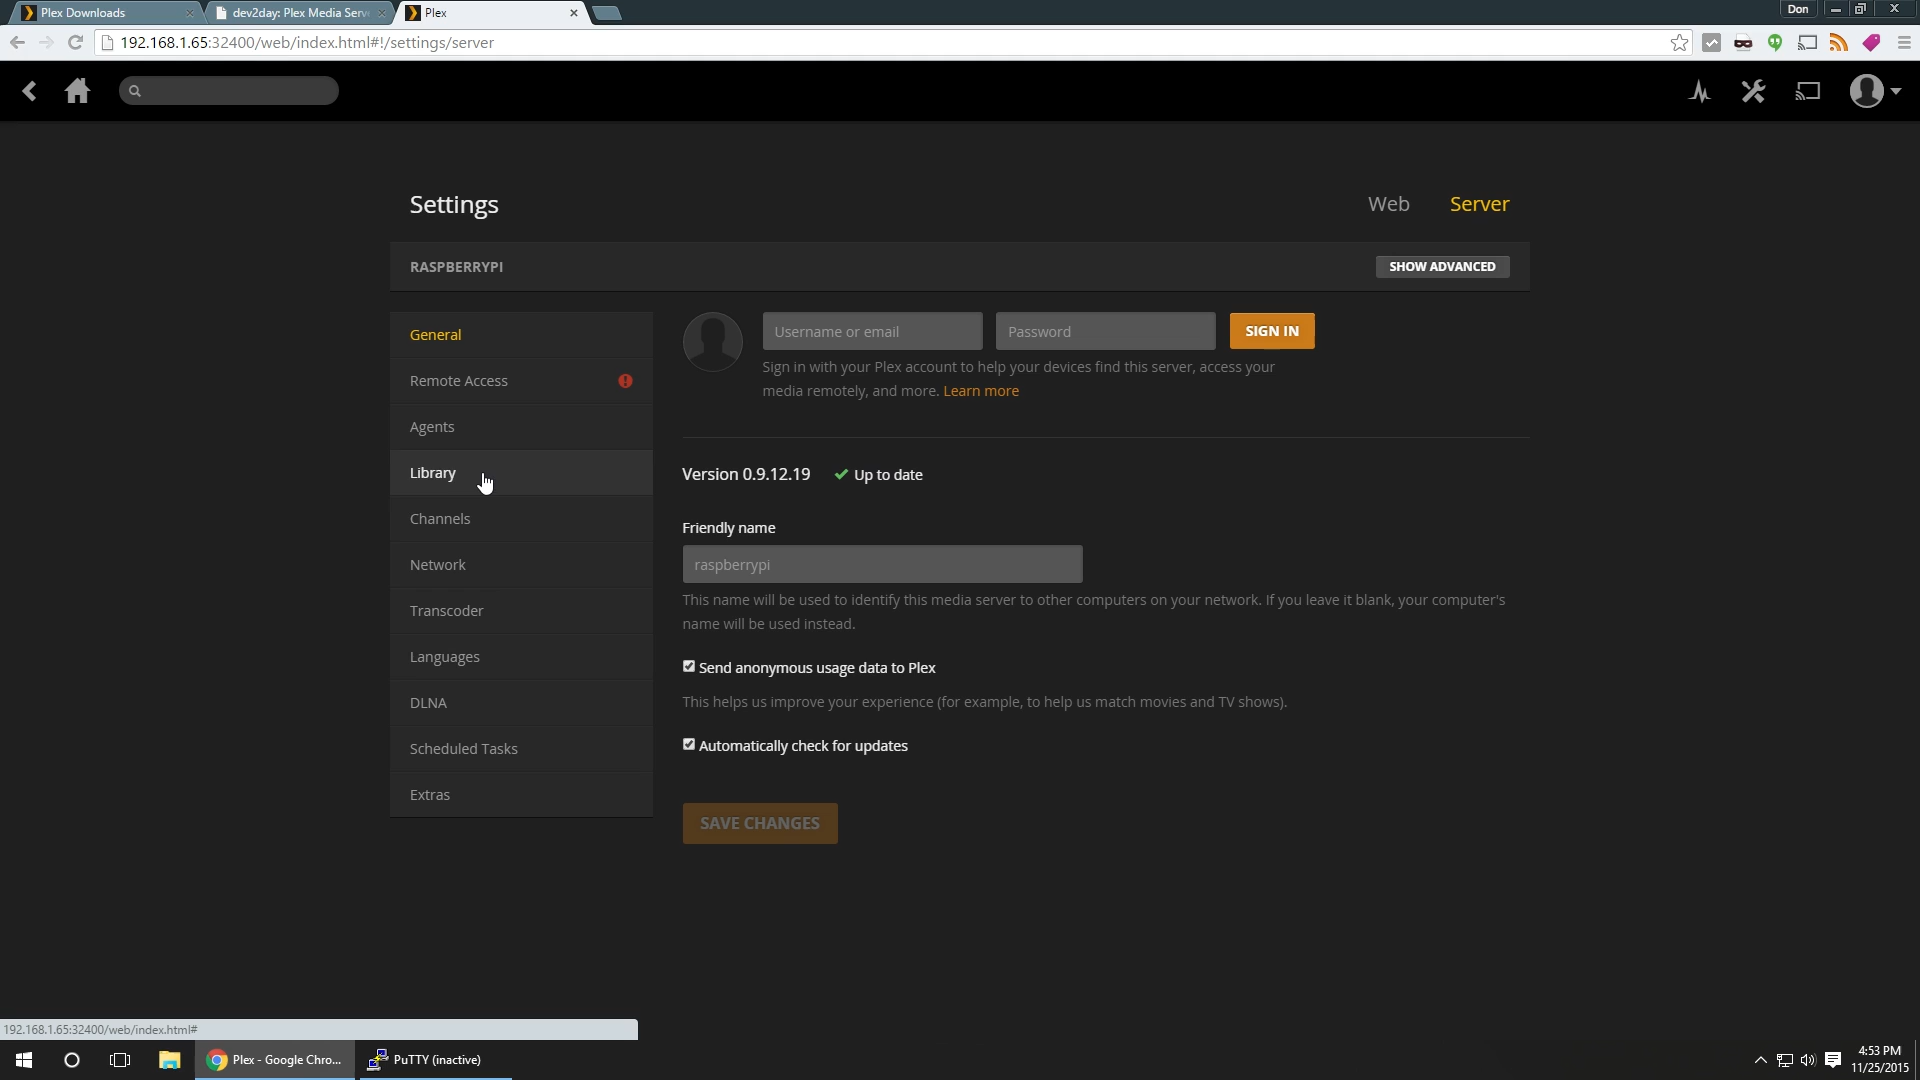 Plex Downloads
dev2day: Plex Media Serv
Plex
Don
192.168.1.65:32400/web/index.html#!/settings/server
Settings
Web
Server
RASPBERRYPI
SHOW ADVANCED
General
Remote Access
Agents
Library
Channels
Network
Transcoder
Languages
DLNA
Scheduled Tasks
Extras
Username or email
Password
SIGN IN
Sign in with your Plex account to help your devices find this server, access your
media remotely, and more. Learn more
Version 0.9.12.19
Up to date
Friendly name
raspberrypi
This name will be used to identify this media server to other computers on your network. If you leave it blank, your computer's
name will be used instead.
Send anonymous usage data to Plex
This helps us improve your experience (for example, to help us match movies and TV shows).
Automatically check for updates
SAVE CHANGES
192.168.1.65:32400/web/index.html#
Plex - Google Chro...
PuTTY (inactive)
4:53 PM
11/25/2015